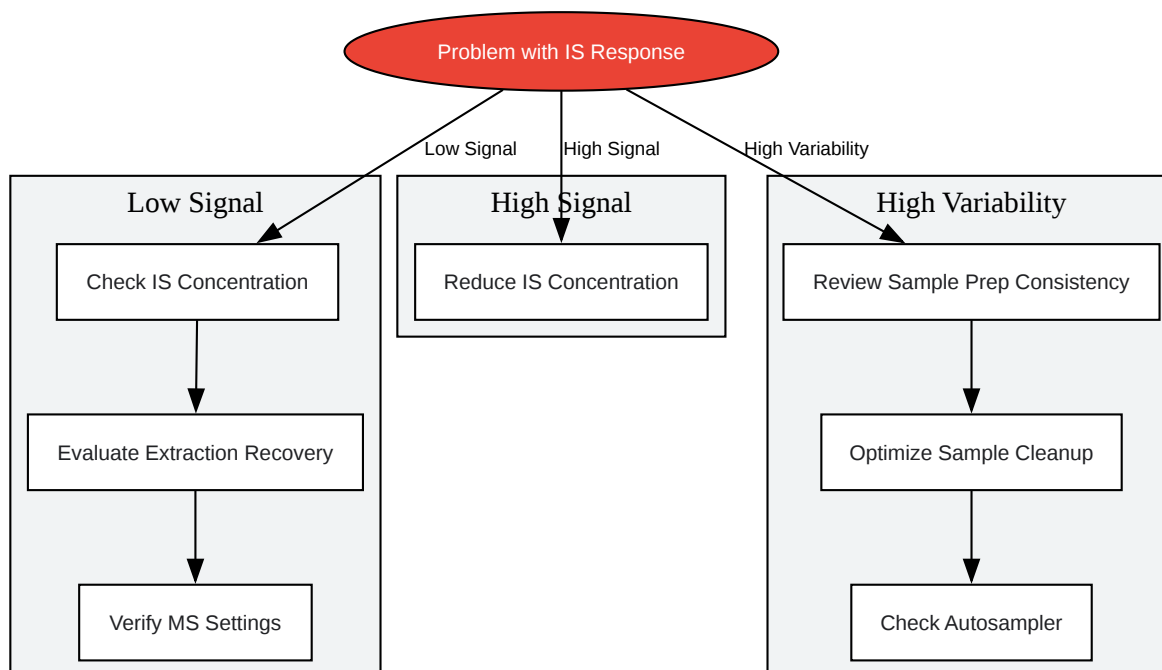 Problem with IS Response
Low Signal
High Signal
High Variability
Low Signal
High Signal
High Variability
Check IS Concentration
Reduce IS Concentration
Review Sample Prep Consistency
Evaluate Extraction Recovery
Optimize Sample Cleanup
Verify MS Settings
Check Autosampler